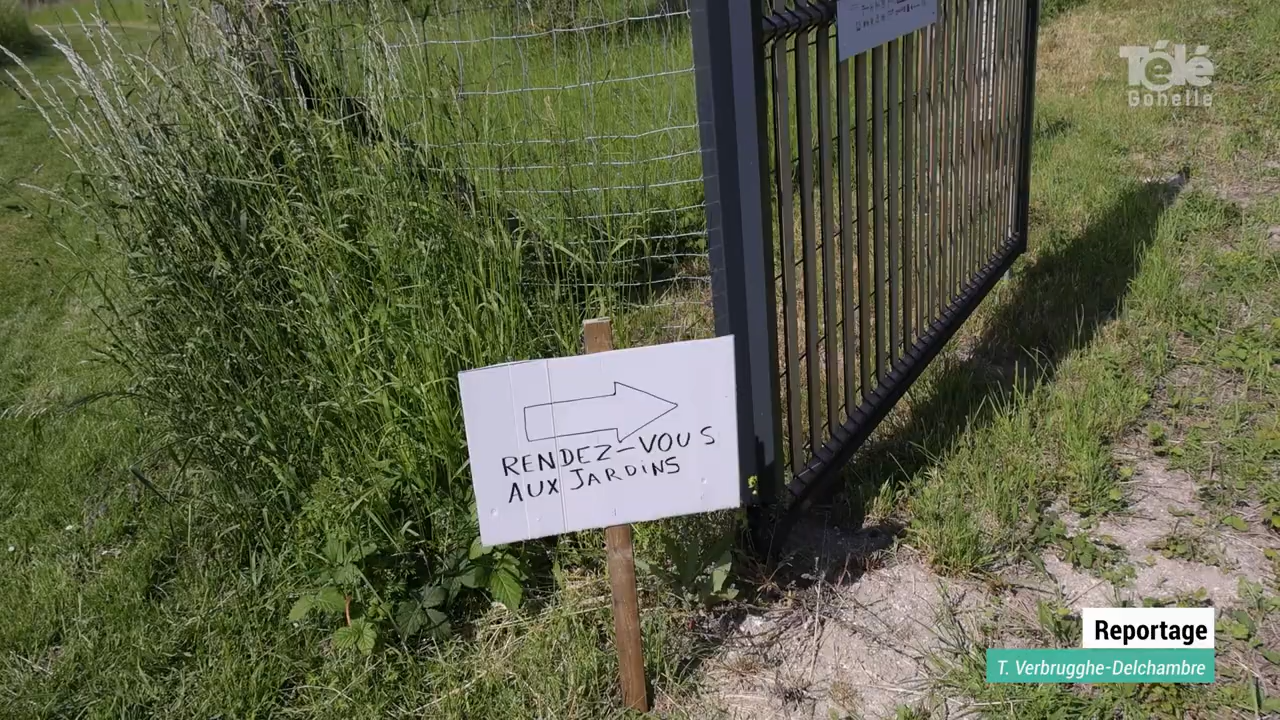 Télé
Gohelle
RENDEZ-VOUS
AUX JARDiNS
Reportage
T. Verbrugghe-Delchambre